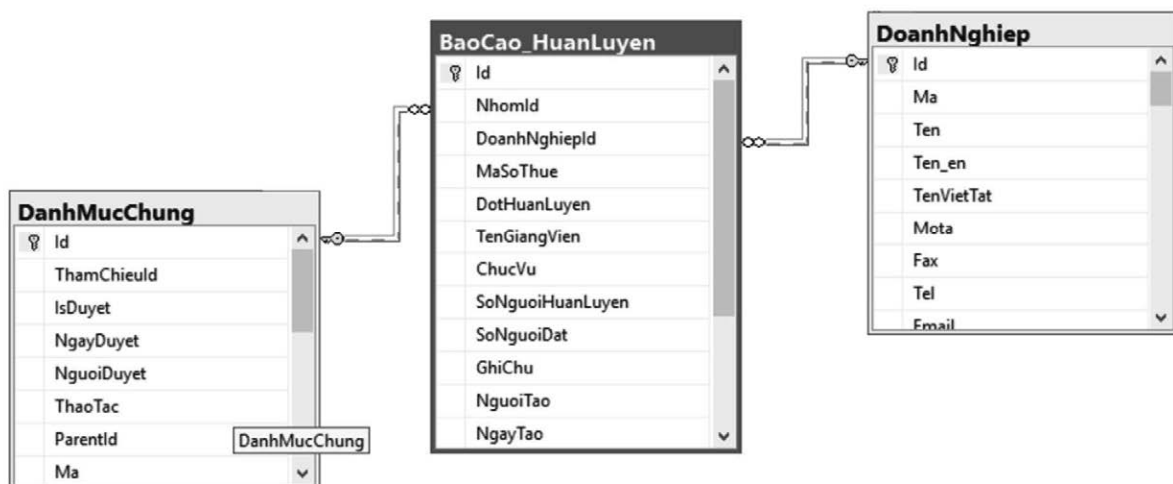 DanhMucChung
Id
ThamChieuId
IsDuyet
NgayDuyet
NguoiDuyet
ThaoTac
ParentId
Ma
DanhMucChung
BaoCao_HuanLuyen
Id
NhomId
DoanhNghiepId
MaSoThue
DotHuanLuyen
TenGiangVien
ChucVu
SoNguoiHuanLuyen
SoNguoiDat
GhiChu
NguoiTao
NgayTao
DoanhNghiep
Id
Ma
Ten
Ten_en
TenVietTat
Mota
Fax
Tel
Email